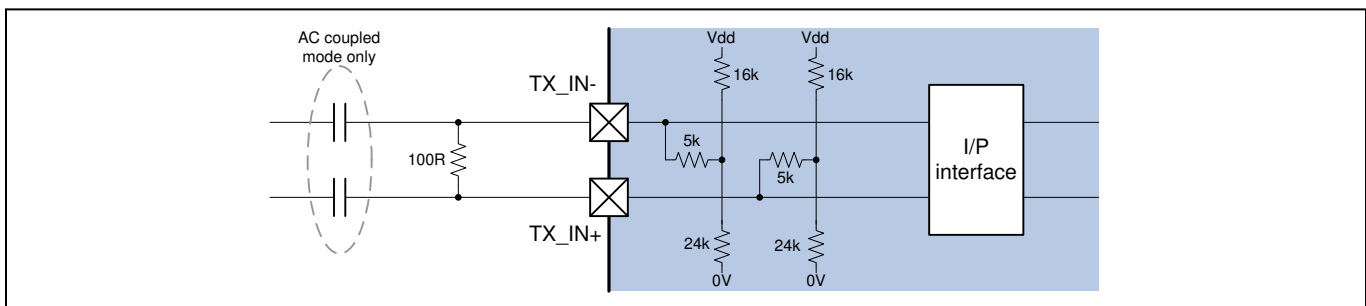 AC coupled
mode only
Vdd
Vdd
16k
16k
TX_IN-
5k
100R
5k
I/P
interface
TX_IN+
24k
24k
0V
0V